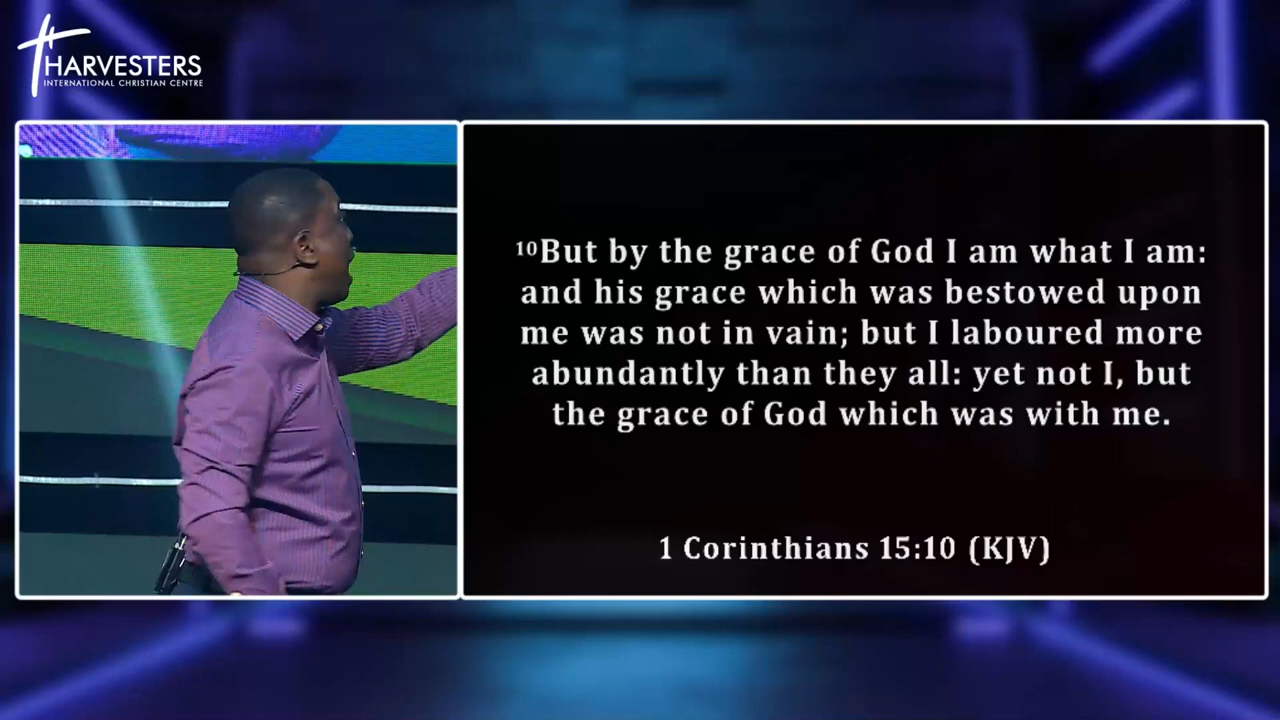 HARVESTERS
INTERNATIONAL CHRISTIAN CENTRE
¹⁰But by the grace of God I am what I am:
and his grace which was bestowed upon
me was not in vain; but I laboured more
abundantly than they all: yet not I, but
the grace of God which was with me.
1 Corinthians 15:10 (KJV)